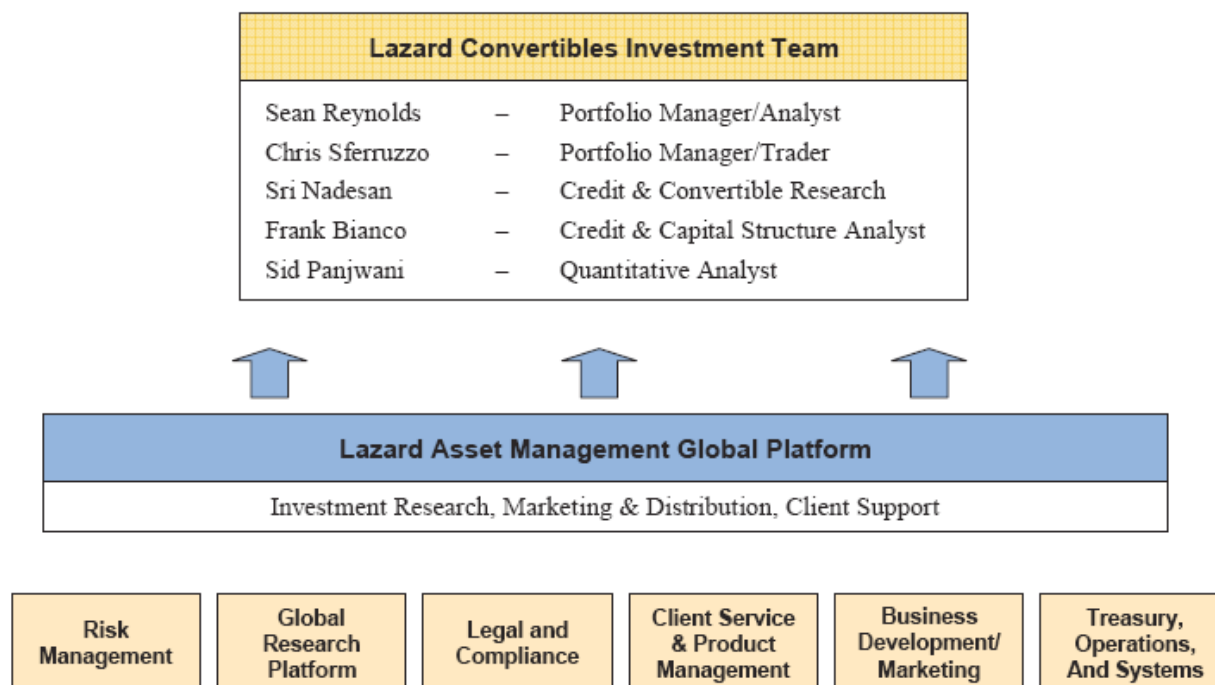 Lazard Convertibles Investment Team
Sean Reynolds – Portfolio Manager/Analyst
Chris Sferruzzo – Portfolio Manager/Trader
Sri Nadesan – Credit & Convertible Research
Frank Bianco – Credit & Capital Structure Analyst
Sid Panjwani – Quantitative Analyst
Lazard Asset Management Global Platform
Investment Research, Marketing & Distribution, Client Support
Risk
Management
Global
Research
Platform
Legal and
Compliance
Client Service
& Product
Management
Business
Development/
Marketing
Treasury,
Operations,
And Systems